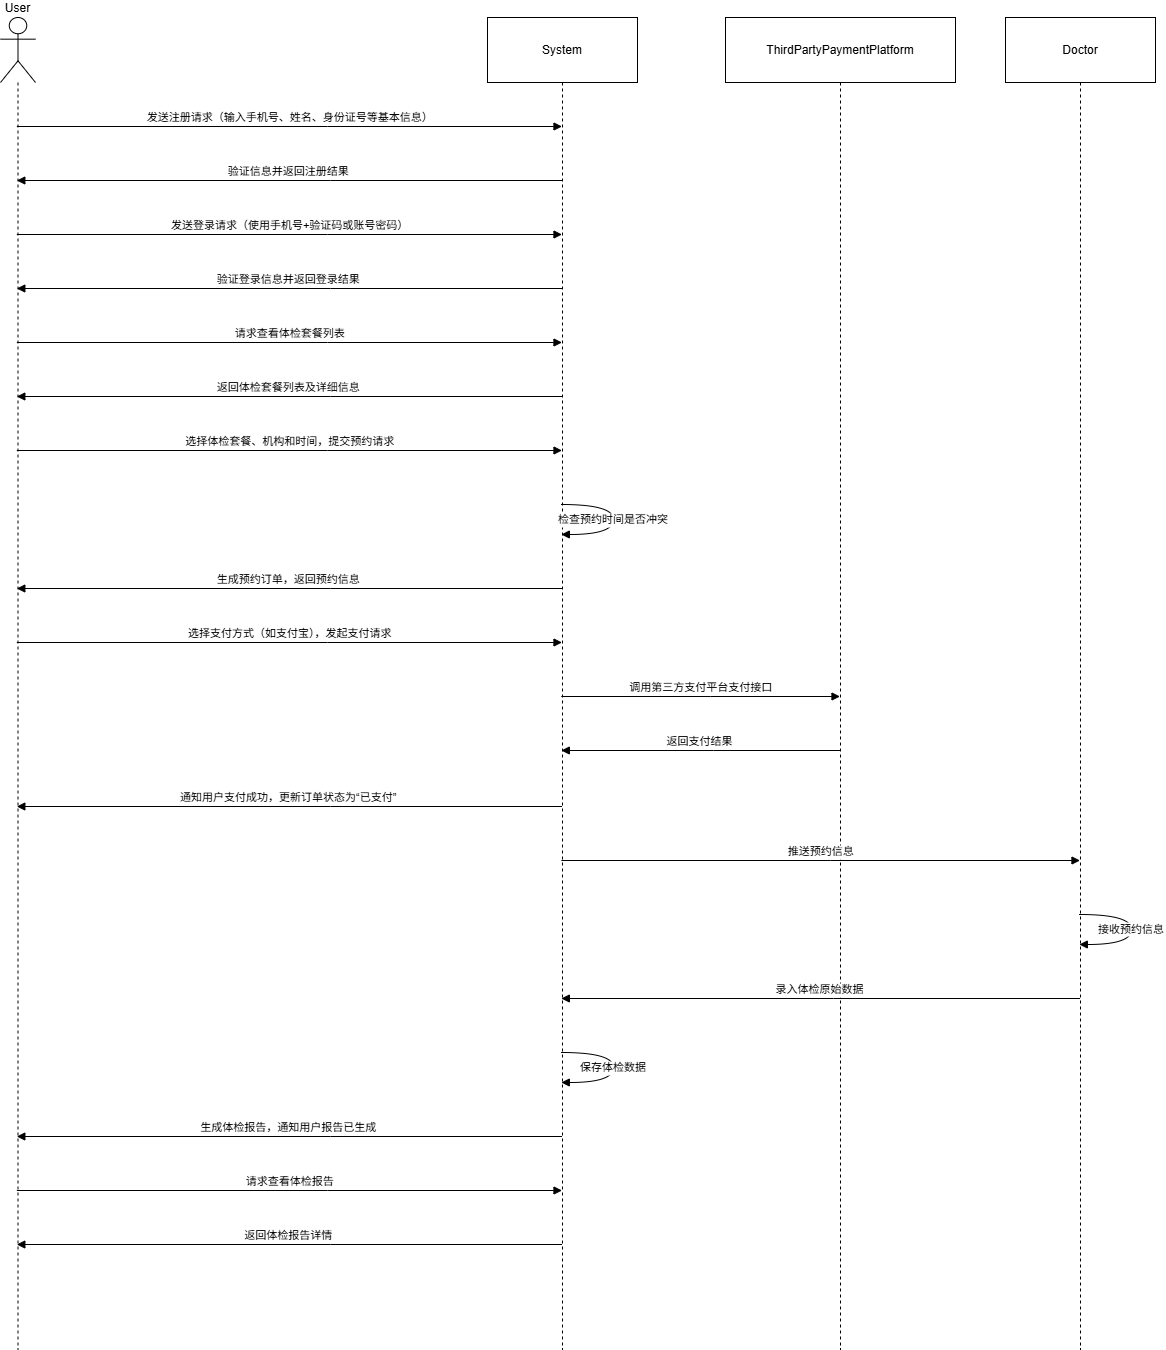 User
System
ThirdPartyPaymentPlatform
Doctor
发送注册请求（输入手机号、姓名、身份证号等基本信息）
验证信息并返回注册结果
发送登录请求（使用手机号+验证码或账号密码）
验证登录信息并返回登录结果
请求查看体检套餐列表
返回体检套餐列表及详细信息
选择体检套餐、机构和时间，提交预约请求
检查预约时间是否冲突
生成预约订单，返回预约信息
选择支付方式（如支付宝），发起支付请求
调用第三方支付平台支付接口
返回支付结果
通知用户支付成功，更新订单状态为“已支付”
推送预约信息
接收预约信息
录入体检原始数据
保存体检数据
生成体检报告，通知用户报告已生成
请求查看体检报告
返回体检报告详情